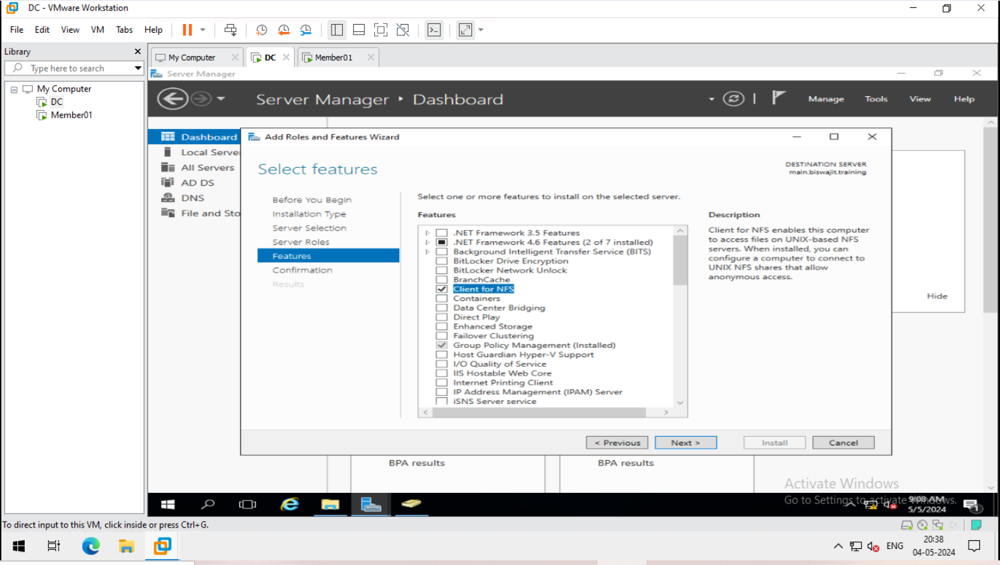 DC - VMware Workstation
File Edit View VM Tabs Help
Library
Type here to search
My Computer
DC
Member01
My Computer
DC
Member01
Server Manager
Server Manager ‣ Dashboard
Manage Tools View Help
Dashboard
Local Server
All Servers
AD DS
DNS
File and Sto
Add Roles and Features Wizard
Select features
DESTINATION SERVER
main.biswajit.training
Before You Begin
Installation Type
Server Selection
Server Roles
Features
Confirmation
Results
Select one or more features to install on the selected server.
Features
.NET Framework 3.5 Features
.NET Framework 4.6 Features (2 of 7 installed)
Background Intelligent Transfer Service (BITS)
BitLocker Drive Encryption
BitLocker Network Unlock
BranchCache
Client for NFS
Containers
Data Center Bridging
Direct Play
Enhanced Storage
Failover Clustering
Group Policy Management (Installed)
Host Guardian Hyper-V Support
I/O Quality of Service
IIS Hostable Web Core
Internet Printing Client
IP Address Management (IPAM) Server
iSNS Server service
Description
Client for NFS enables this computer
to access files on UNIX-based NFS
servers. When installed, you can
configure a computer to connect to
UNIX NFS shares that allow
anonymous access.
Hide
< Previous Next > Install Cancel
BPA results
BPA results
Activate Windows
Go to Settings to activate Windows.
9:08 AM
5/5/2024
1
To direct input to this VM, click inside or press Ctrl+G.
ENG
20:38
04-05-2024